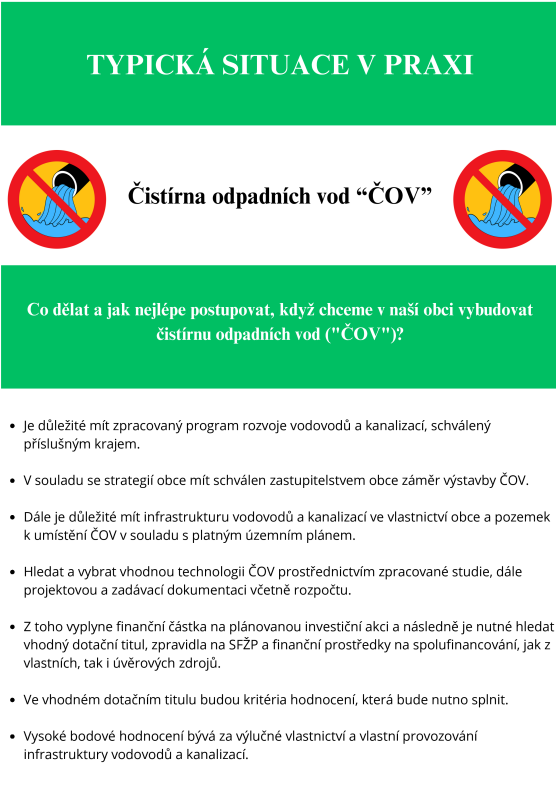 TYPICKÁ SITUACE V PRAXI
Čistírna odpadních vod “ČOV”
Co dělat a jak nejlépe postupovat, když chceme v naší obci vybudovat
čistírnu odpadních vod ("ČOV")?
• Je důležité mít zpracovaný program rozvoje vodovodů a kanalizací, schválený
příslušným krajem.
• V souladu se strategií obce mít schválen zastupitelstvem obce záměr výstavby ČOV.
• Dále je důležité mít infrastrukturu vodovodů a kanalizací ve vlastnictví obce a pozemek
k umístění ČOV v souladu s platným územním plánem.
• Hledat a vybrat vhodnou technologii ČOV prostřednictvím zpracované studie, dále
projektovou a zadávací dokumentaci včetně rozpočtu.
• Z toho vyplyne finanční částka na plánovanou investiční akci a následně je nutné hledat
vhodný dotační titul, zpravidla na SFŽP a finanční prostředky na spolufinancování, jak z
vlastních, tak i úvěrových zdrojů.
• Ve vhodném dotačním titulu budou kritéria hodnocení, která bude nutno splnit.
• Vysoké bodové hodnocení bývá za výlučné vlastnictví a vlastní provozování
infrastruktury vodovodů a kanalizací.